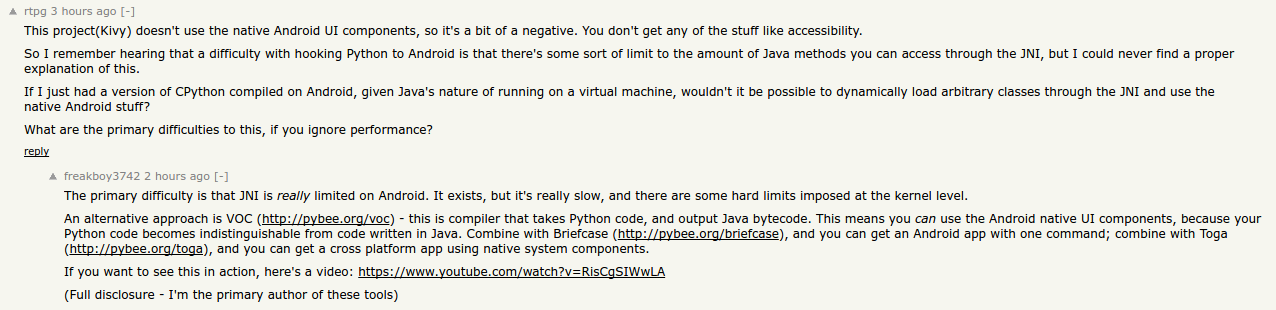 ▲ rtpg 3 hours ago [-]
This project(Kivy) doesn't use the native Android UI components, so it's a bit of a negative. You don't get any of the stuff like accessibility.
So I remember hearing that a difficulty with hooking Python to Android is that there's some sort of limit to the amount of Java methods you can access through the JNI, but I could never find a proper
explanation of this.
If I just had a version of CPython compiled on Android, given Java's nature of running on a virtual machine, wouldn't it be possible to dynamically load arbitrary classes through the JNI and use the
native Android stuff?
What are the primary difficulties to this, if you ignore performance?
reply
▲ freakboy3742 2 hours ago [-]
The primary difficulty is that JNI is really limited on Android. It exists, but it's really slow, and there are some hard limits imposed at the kernel level.
An alternative approach is VOC (http://pybee.org/voc) - this is compiler that takes Python code, and output Java bytecode. This means you can use the Android native UI components, because your
Python code becomes indistinguishable from code written in Java. Combine with Briefcase (http://pybee.org/briefcase), and you can get an Android app with one command; combine with Toga
(http://pybee.org/toga), and you can get a cross platform app using native system components.
If you want to see this in action, here's a video: https://www.youtube.com/watch?v=RisCgSIWwLA
(Full disclosure - I'm the primary author of these tools)